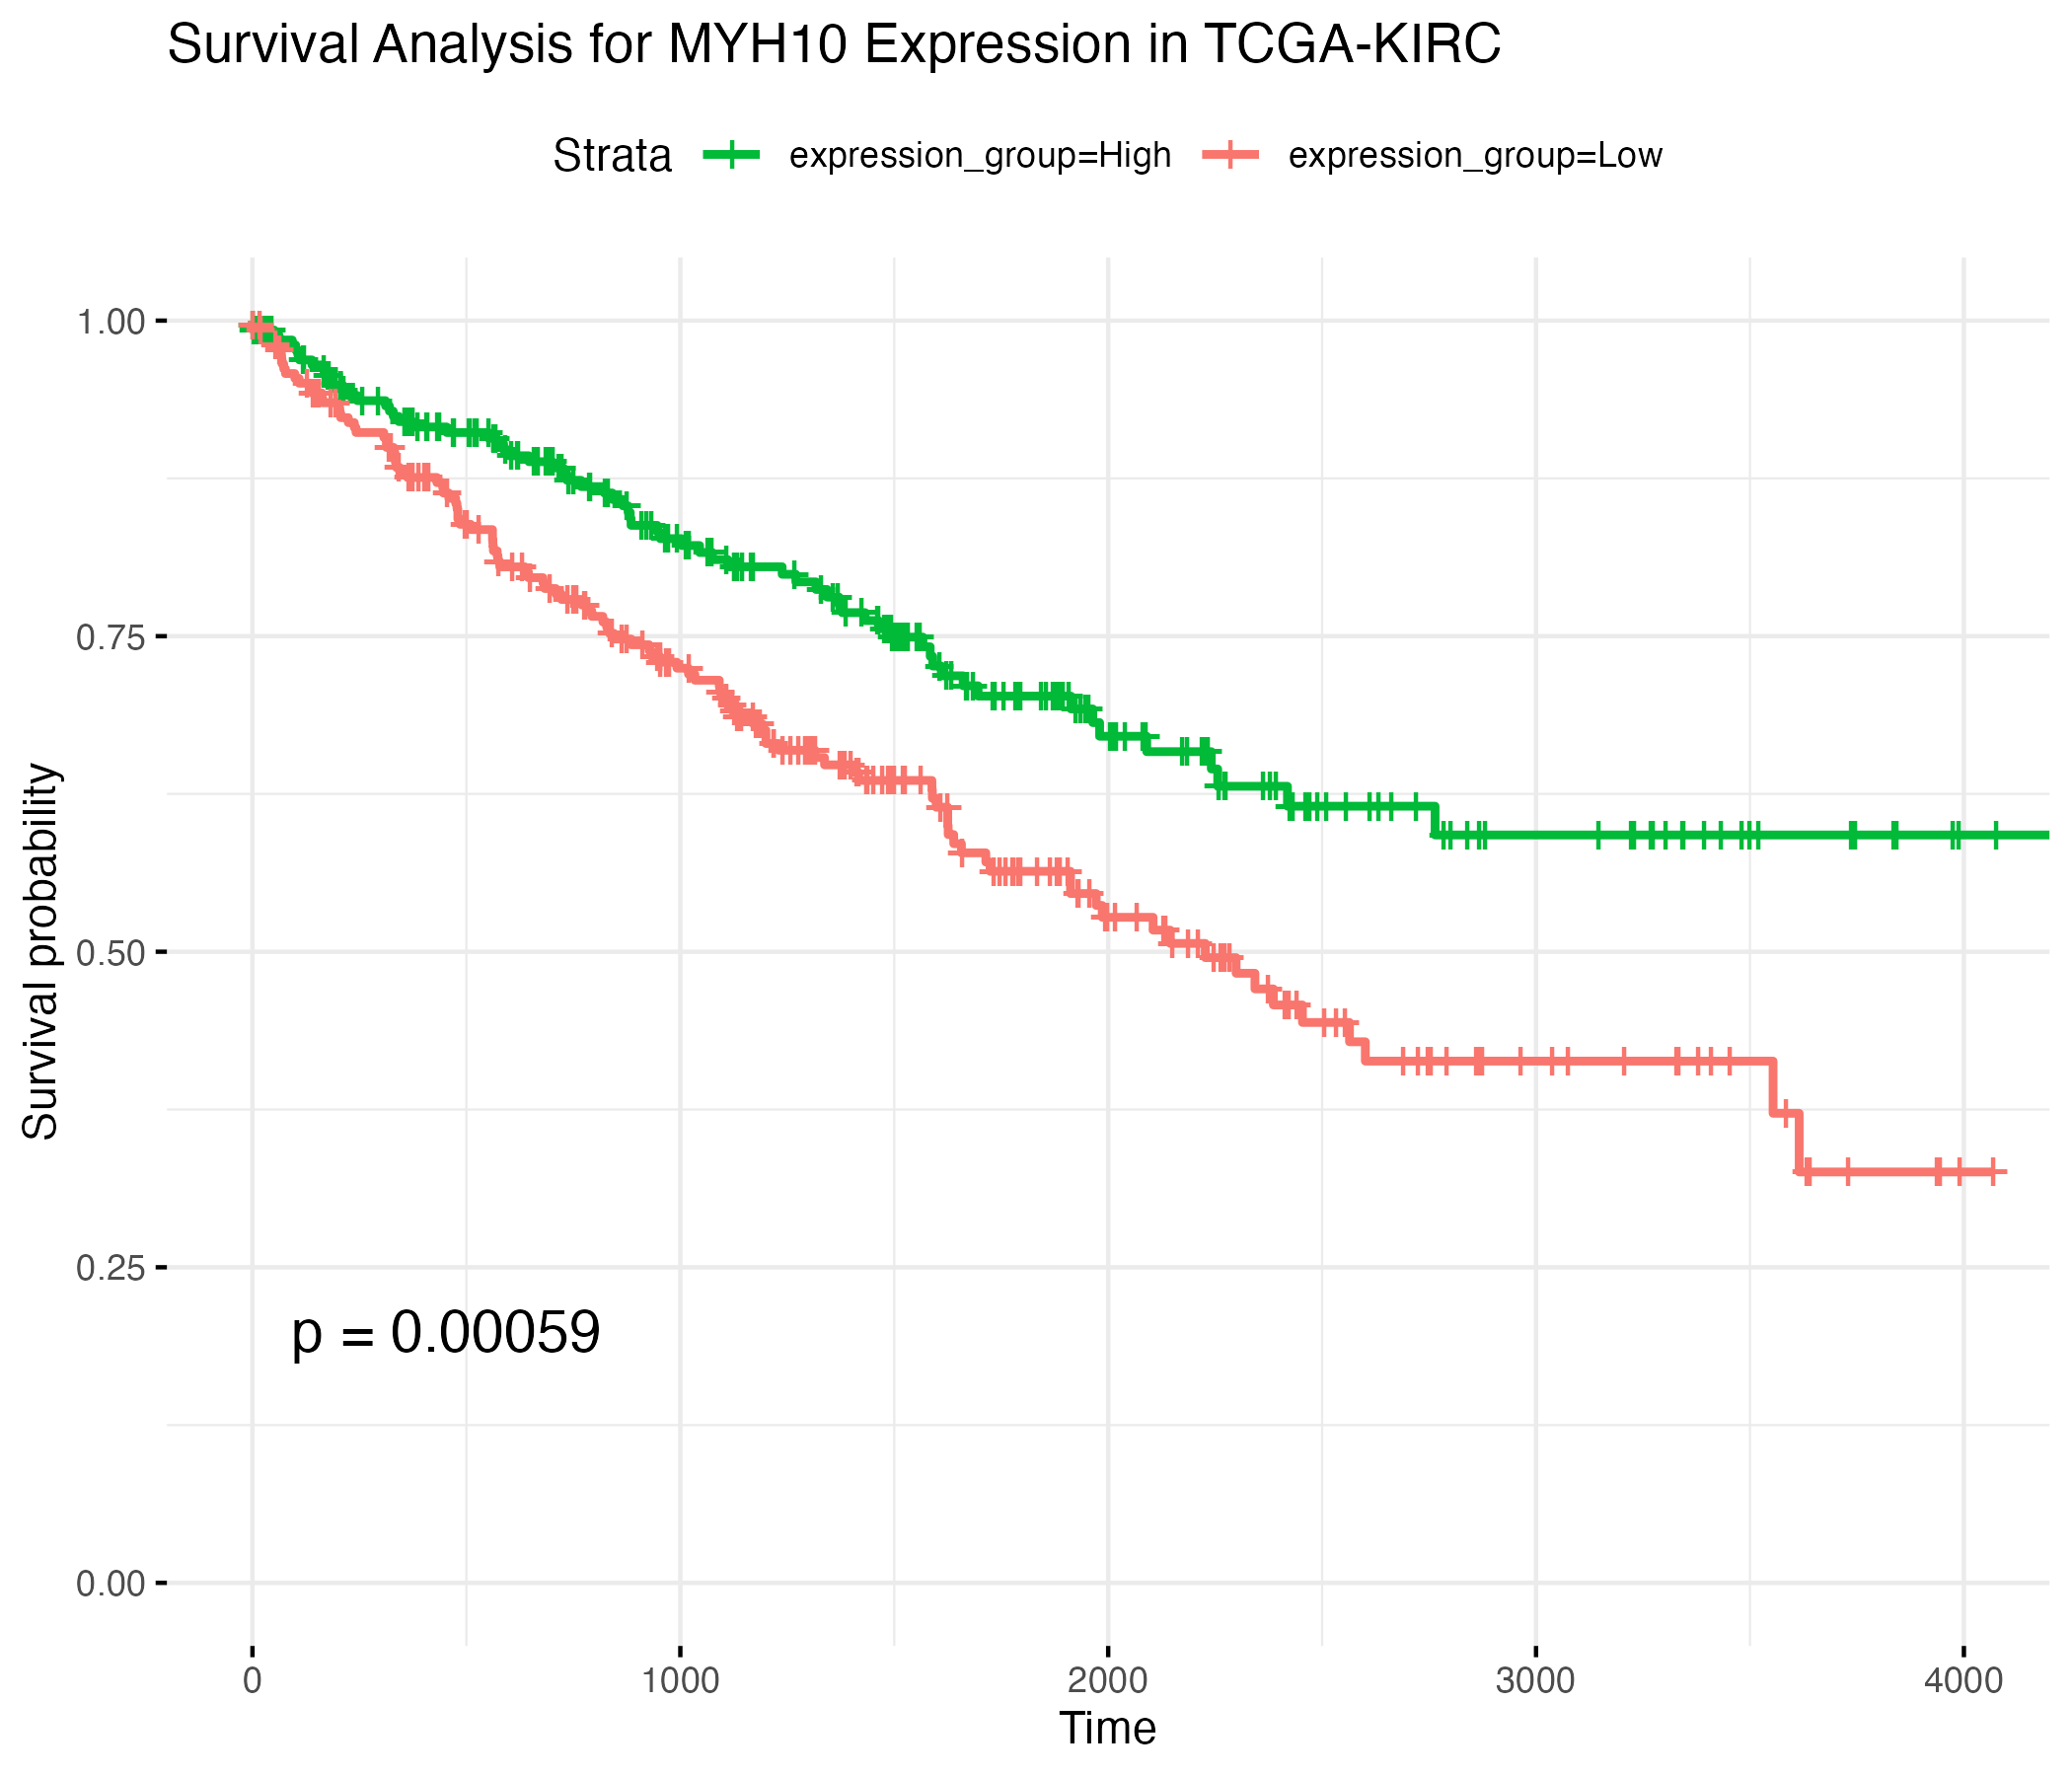 Survival Analysis for MYH10 Expression in TCGA-KIRC
Strata expression_group=High expression_group=Low
1.00
0.75
0.50
0.25
0.00
Survival probability
p = 0.00059
0 1000 2000 3000 4000
Time